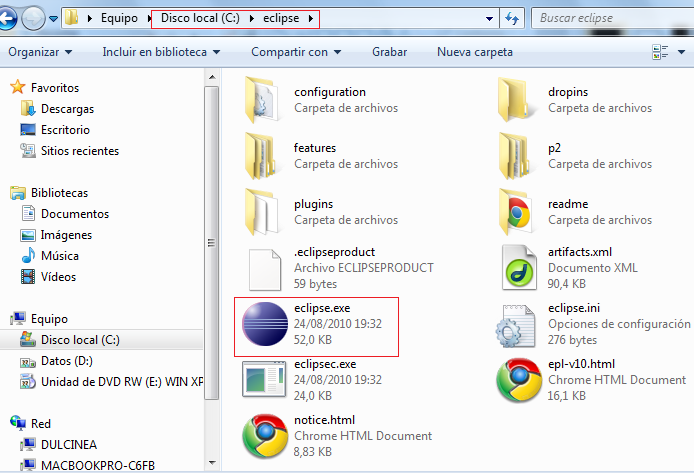 Equipo
Disco local (C:)
eclipse
Buscar eclipse
Organizar
Incluir en biblioteca
Compartir con
Grabar
Nueva carpeta
Favoritos
Descargas
Escritorio
Sitios recientes
Bibliotecas
Documentos
Imágenes
Música
Vídeos
Equipo
Disco local (C:)
Datos (D:)
Unidad de DVD RW (E:) WIN XP
Red
DULCINEA
MACBOOKPRO-C6FB
configuration
Carpeta de archivos
dropins
Carpeta de archivos
features
Carpeta de archivos
p2
Carpeta de archivos
plugins
Carpeta de archivos
readme
Carpeta de archivos
.eclipseproduct
Archivo ECLIPSEPRODUCT
59 bytes
artifacts.xml
Documento XML
90,4 KB
eclipse.exe
24/08/2010 19:32
52,0 KB
eclipse.ini
Opciones de configuración
276 bytes
eclipsec.exe
24/08/2010 19:32
24,0 KB
epl-v10.html
Chrome HTML Document
16,1 KB
notice.html
Chrome HTML Document
8,83 KB